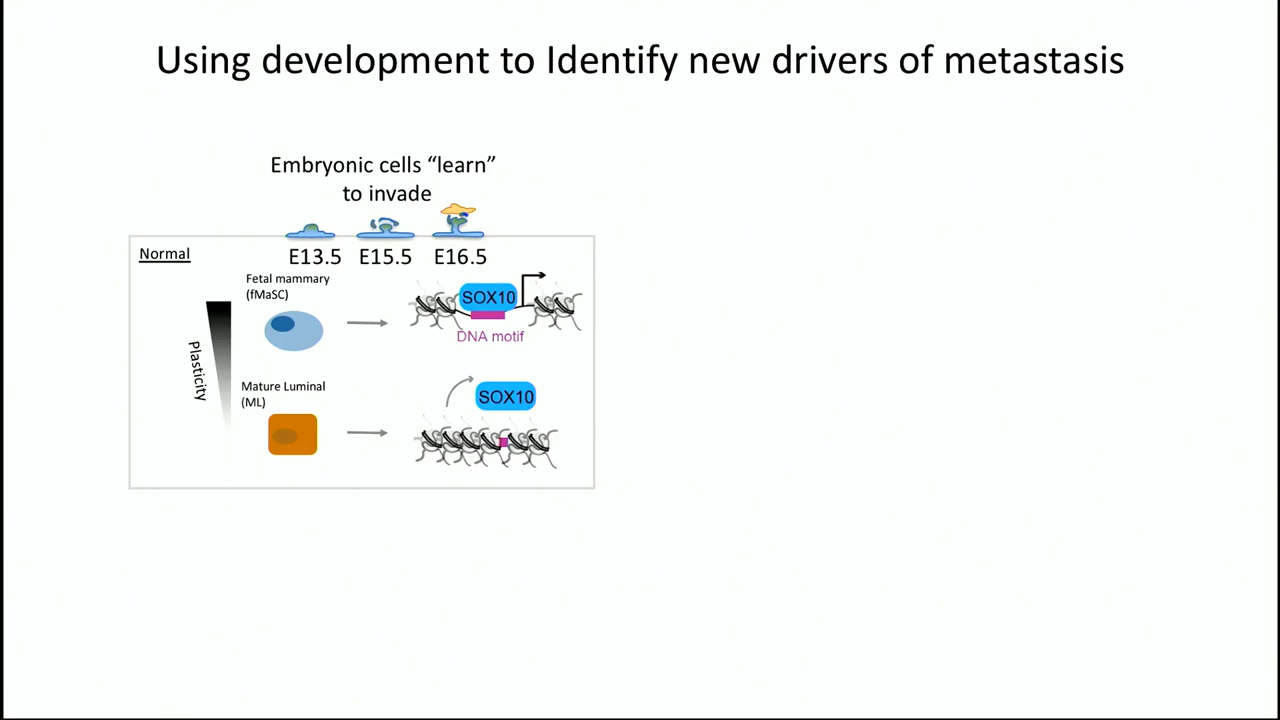 Using development to Identify new drivers of metastasis
Embryonic cells “learn”
to invade
Normal
E13.5 E15.5 E16.5
Fetal mammary
(fMaSC)
SOX10
DNA motif
Plasticity
Mature Luminal
(ML)
SOX10